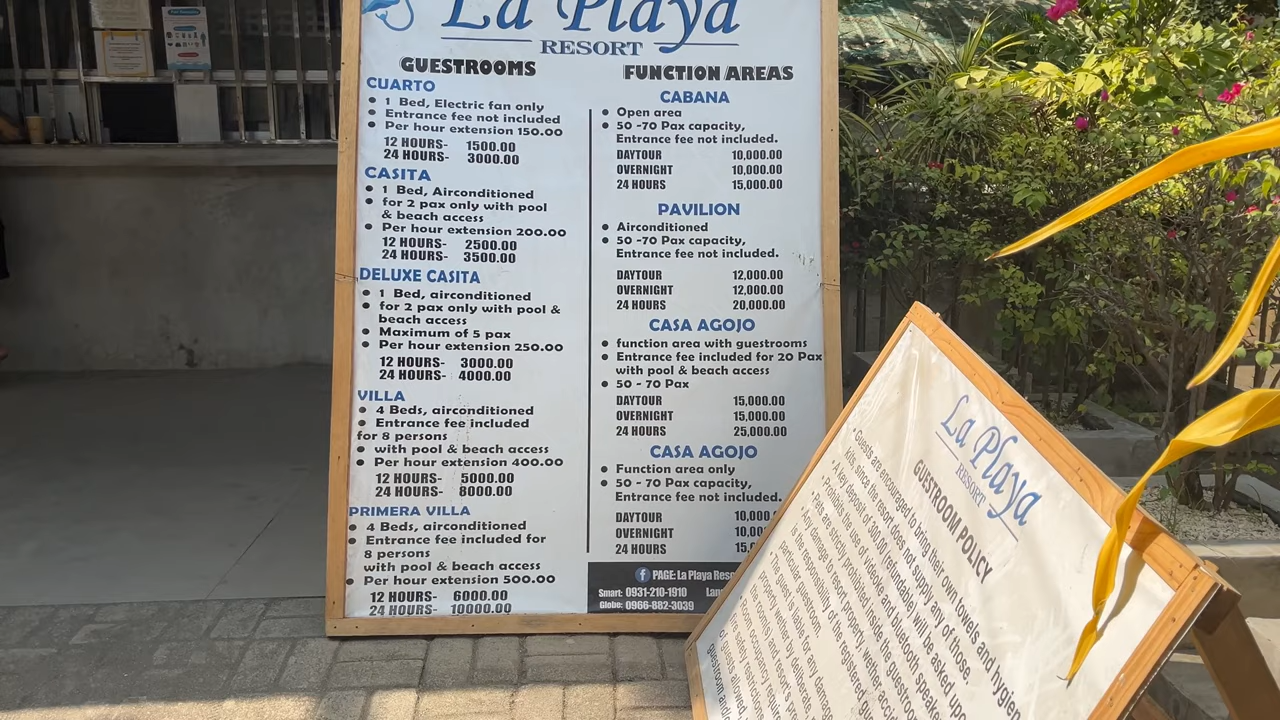 La Playa
RESORT
GUESTROOMS
CUARTO
• 1 Bed, Electric fan only
• Entrance fee not included
• Per hour extension 150.00
12 HOURS- 1500.00
24 HOURS- 3000.00
CASITA
• 1 Bed, Airconditioned
• for 2 pax only with pool
& beach access
• Per hour extension 200.00
12 HOURS- 2500.00
24 HOURS- 3500.00
DELUXE CASITA
• 1 Bed, airconditioned
• for 2 pax only with pool &
beach access
• Maximum of 5 pax
• Per hour extension 250.00
12 HOURS- 3000.00
24 HOURS- 4000.00
VILLA
• 4 Beds, airconditioned
• Entrance fee included
for 8 persons
• with pool & beach access
• Per hour extension 400.00
12 HOURS- 5000.00
24 HOURS- 8000.00
PRIMERA VILLA
• 4 Beds, airconditioned
• Entrance fee included for
8 persons
with pool & beach access
• Per hour extension 500.00
12 HOURS- 6000.00
24 HOURS- 10000.00
FUNCTION AREAS
CABANA
• Open area
• 50 -70 Pax capacity,
Entrance fee not included.
DAYTOUR 10,000.00
OVERNIGHT 10,000.00
24 HOURS 15,000.00
PAVILION
• Airconditioned
• 50 -70 Pax capacity,
Entrance fee not included.
DAYTOUR 12,000.00
OVERNIGHT 12,000.00
24 HOURS 20,000.00
CASA AGOJO
• function area with guestrooms
• Entrance fee included for 20 Pax
with pool & beach access
• 50 - 70 Pax
DAYTOUR 15,000.00
OVERNIGHT 15,000.00
24 HOURS 25,000.00
CASA AGOJO
• Function area only
• 50 - 70 Pax capacity,
Entrance fee not included.
DAYTOUR 10,000
OVERNIGHT 10,00
24 HOURS 15,
PAGE: La Playa Reso
Smart: 0931-210-1910
Globe: 0966-882-3039
La Playa
RESORT
GUESTROOM POLICY
• Guests are encouraged to bring their own towels and hygien
kits, since the resort does not supply any of those.
• A key deposit of 300.00 (refundable) will be asked upo
• Pets are strictly prohibited inside the guestroom
Prohibit the use of videoke and bluetooth speake
• Any damage to resort property, wether accid
is the responsibility of the registered gu
particular guestroom
• The guest is liable for any dama